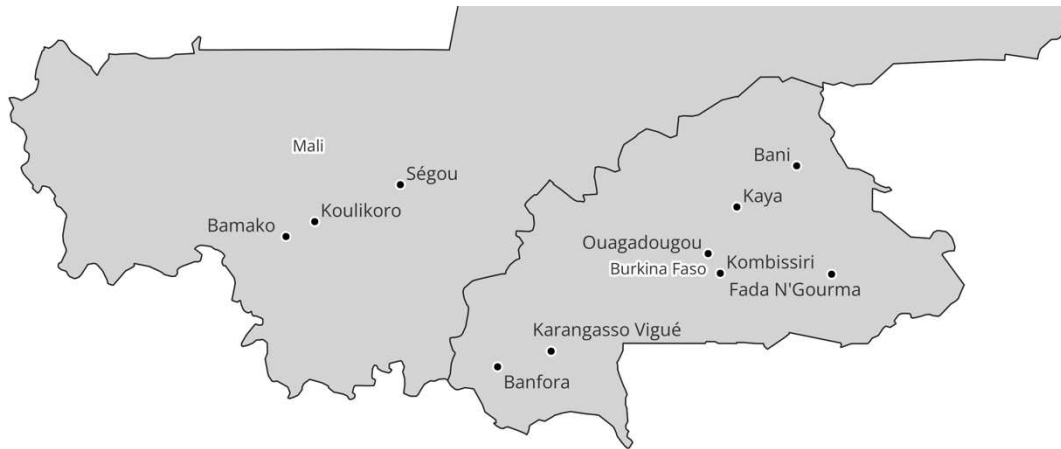 Mali
Bani
Ségou
Kaya
Koulikoro
Bamako
Ouagadougou
Kombissiri
Burkina Faso
Fada N'Gourma
Karangasso Vigué
Banfora